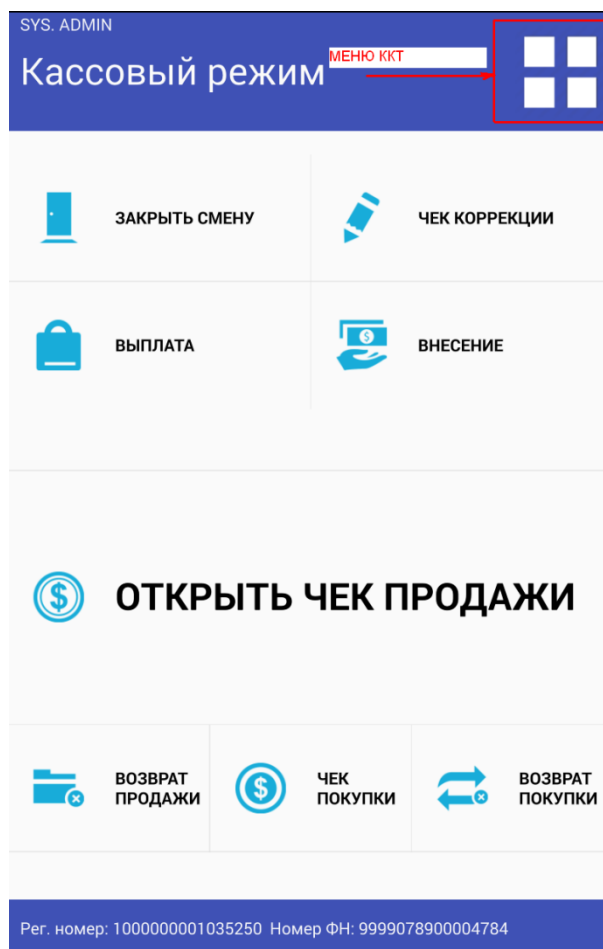 SYS. ADMIN
Кассовый режим
МЕНЮ ККТ
ЗАКРЫТЬ СМЕНУ
ЧЕК КОРРЕКЦИИ
ВЫПЛАТА
ВНЕСЕНИЕ
ОТКРЫТЬ ЧЕК ПРОДАЖИ
ВОЗВРАТ
ПРОДАЖИ
ЧЕК
ПОКУПКИ
ВОЗВРАТ
ПОКУПКИ
Рег. номер: 1000000001035250 Номер ФН: 9999078900004784